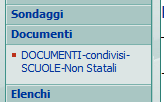 Sondaggi
Documenti
DOCUMENTI-condivisi-
SCUOLE-Non Statali
Elenchi